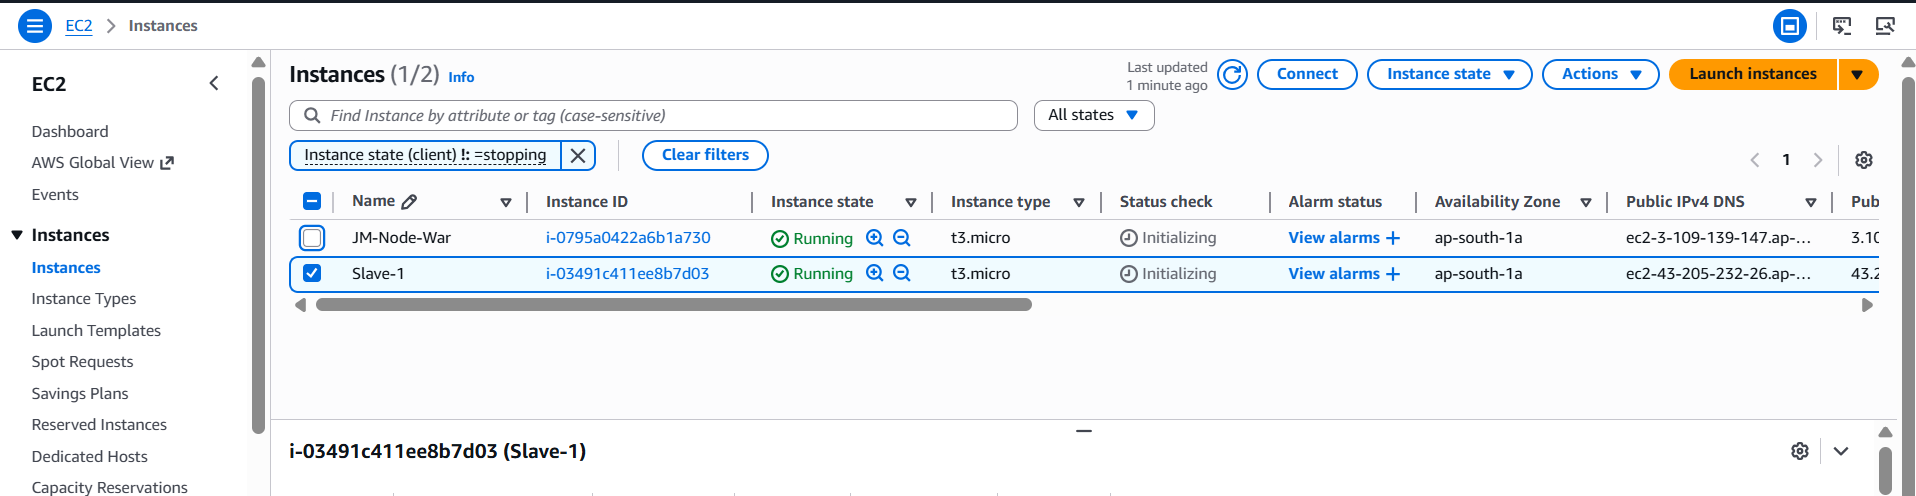 EC2 > Instances
EC2
Dashboard
AWS Global View
Events
Instances
Instances
Instance Types
Launch Templates
Spot Requests
Savings Plans
Reserved Instances
Dedicated Hosts
Capacity Reservations
Instances (1/2) Info
Last updated
1 minute ago
Connect
Instance state
Actions
Launch instances
Find Instance by attribute or tag (case-sensitive)
All states
Instance state (client) !: =stopping
Clear filters
1
Name Instance ID Instance state Instance type Status check Alarm status Availability Zone Public IPv4 DNS Pub
JM-Node-War i-0795a0422a6b1a730 Running t3.micro Initializing View alarms + ap-south-1a ec2-3-109-139-147.ap-... 3.10
Slave-1 i-03491c411ee8b7d03 Running t3.micro Initializing View alarms + ap-south-1a ec2-43-205-232-26.ap-... 43.2
i-03491c411ee8b7d03 (Slave-1)